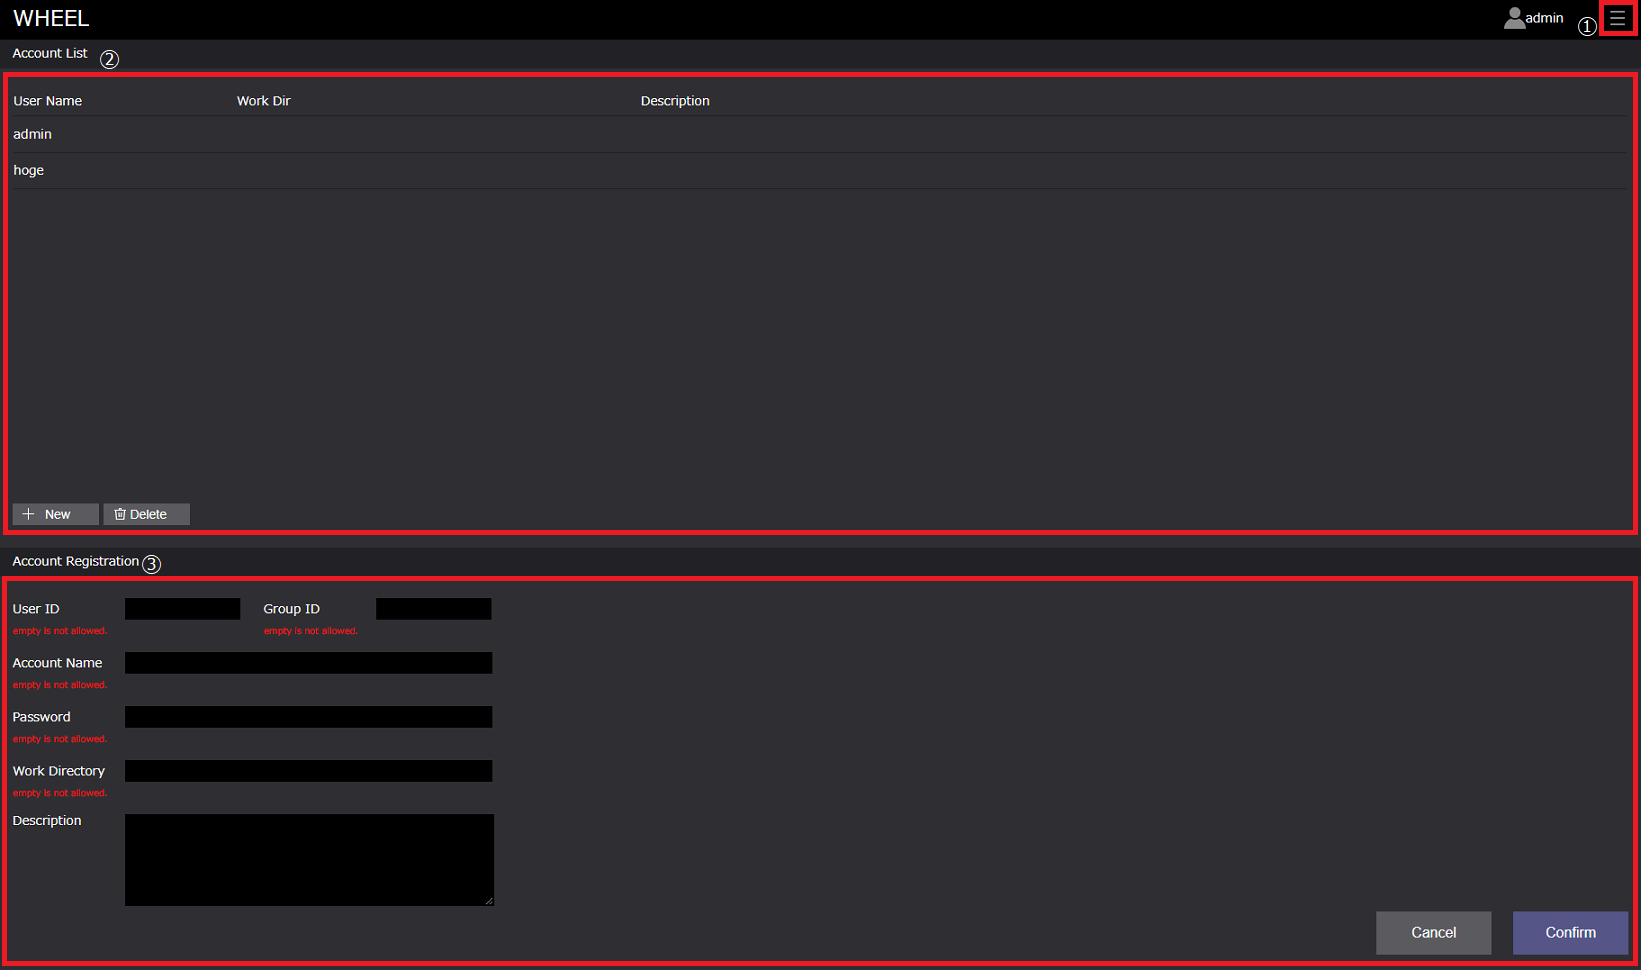 WHEEL
admin ①
Account List ②
User Name Work Dir Description
admin
hoge
New Delete
Account Registration ③
User ID Group ID
empty is not allowed. empty is not allowed.
Account Name
empty is not allowed.
Password
empty is not allowed.
Work Directory
empty is not allowed.
Description
Cancel Confirm